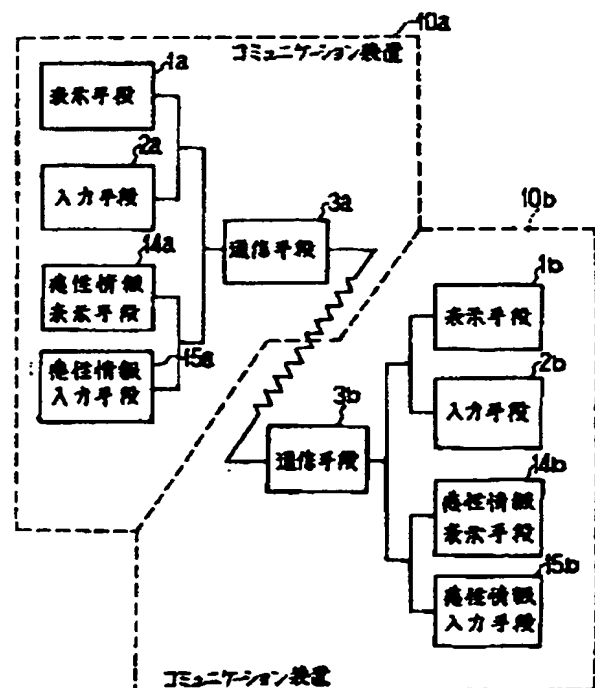 10a
コミュニケーション装置
1a
表示手段
2a
入力手段
3a
通信手段
14a
感性情報
表示手段
15a
感性情報
入力手段
10b
1b
表示手段
2b
入力手段
3b
通信手段
14b
感性情報
表示手段
15b
感性情報
入力手段
コミュニケーション装置